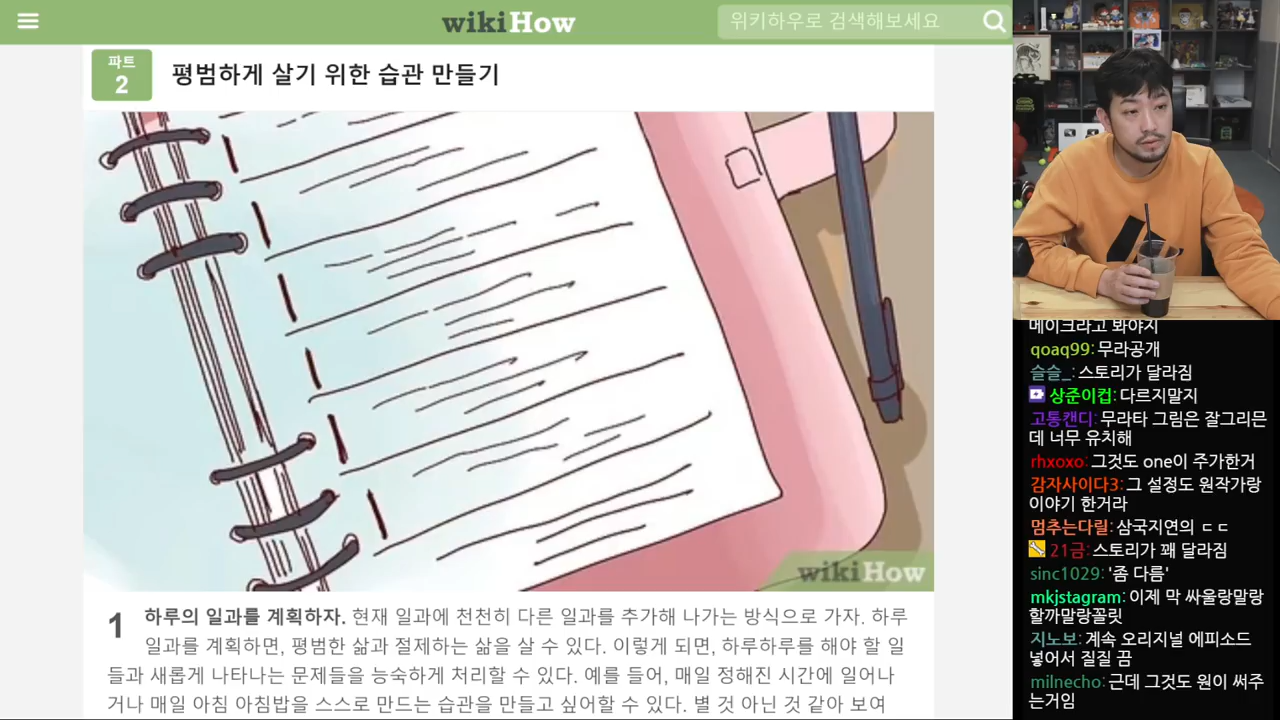 wikiHow
위키하우로 검색해보세요
파트
2
평범하게 살기 위한 습관 만들기
wikiHow
1 하루의 일과를 계획하자. 현재 일과에 천천히 다른 일과를 추가해 나가는 방식으로 가자. 하루
일과를 계획하면, 평범한 삶과 절제하는 삶을 살 수 있다. 이렇게 되면, 하루하루를 해야 할 일
들과 새롭게 나타나는 문제들을 능숙하게 처리할 수 있다. 예를 들어, 매일 정해진 시간에 일어나
거나 매일 아침 아침밥을 스스로 만드는 습관을 만들고 싶어할 수 있다. 별 것 아닌 것 같아 보여
메이크라고 봐야지
qoaq99: 무라공개
슬슬_: 스토리가 달라짐
상준이컵: 다르지말지
고통캔디: 무라타 그림은 잘그리믄
데 너무 유치해
rhxoxo: 그것도 one이 주가한거
감자사이다3: 그 설정도 원작가랑
이야기 한거라
멈추는다릴: 삼국지연의 ㄷㄷ
21금: 스토리가 꽤 달라짐
sinc1029: '좀 다름'
mkjstagram: 이제 막 싸울랑말랑
할까말랑꼴릿
지노보: 계속 오리지널 에피소드
넣어서 질질 끔
milnecho: 근데 그것도 원이 써주
는거임